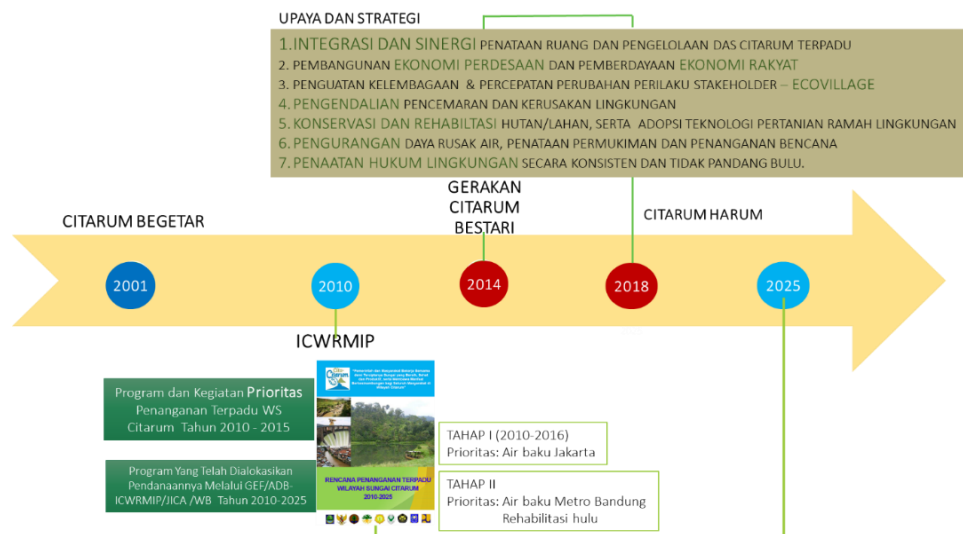 UPAYA DAN STRATEGI
1.INTEGRASI DAN SINERGI PENATAAN RUANG DAN PENGELOLAAN DAS CITARUM TERPADU
2. PEMBANGUNAN EKONOMI PERDESAAN DAN PEMBERDAYAAN EKONOMI RAKYAT
3. PENGUATAN KELEMBAGAAN & PERCEPATAN PERUBAHAN PERILAKU STAKEHOLDER – ECOVILLAGE
4. PENGENDALIAN PENCEMARAN DAN KERUSAKAN LINGKUNGAN
5. KONSERVASI DAN REHABILTASI HUTAN/LAHAN, SERTA ADOPSI TEKNOLOGI PERTANIAN RAMAH LINGKUNGAN
6. PENGURANGAN DAYA RUSAK AIR, PENATAAN PERMUKIMAN DAN PENANGANAN BENCANA
7. PENAATAN HUKUM LINGKUNGAN SECARA KONSISTEN DAN TIDAK PANDANG BULU.
CITARUM BEGETAR
GERAKAN
CITARUM
BESTARI
CITARUM HARUM
2001
2010
2014
2018
2025
ICWRMIP
Program dan Kegiatan Prioritas
Penanganan Terpadu WS
Citarum Tahun 2010 - 2015
Program Yang Telah Dialokasikan
Pendanaannya Melalui GEF/ADB-
ICWRMIP/JICA /WB Tahun 2010-2025
Citarum
RENCANA PENANGANAN TERPADU
WILAYAH SUNGAI CITARUM
2010-2025
TAHAP I (2010-2016)
Prioritas: Air baku Jakarta
TAHAP II
Prioritas: Air baku Metro Bandung
Rehabilitasi hulu